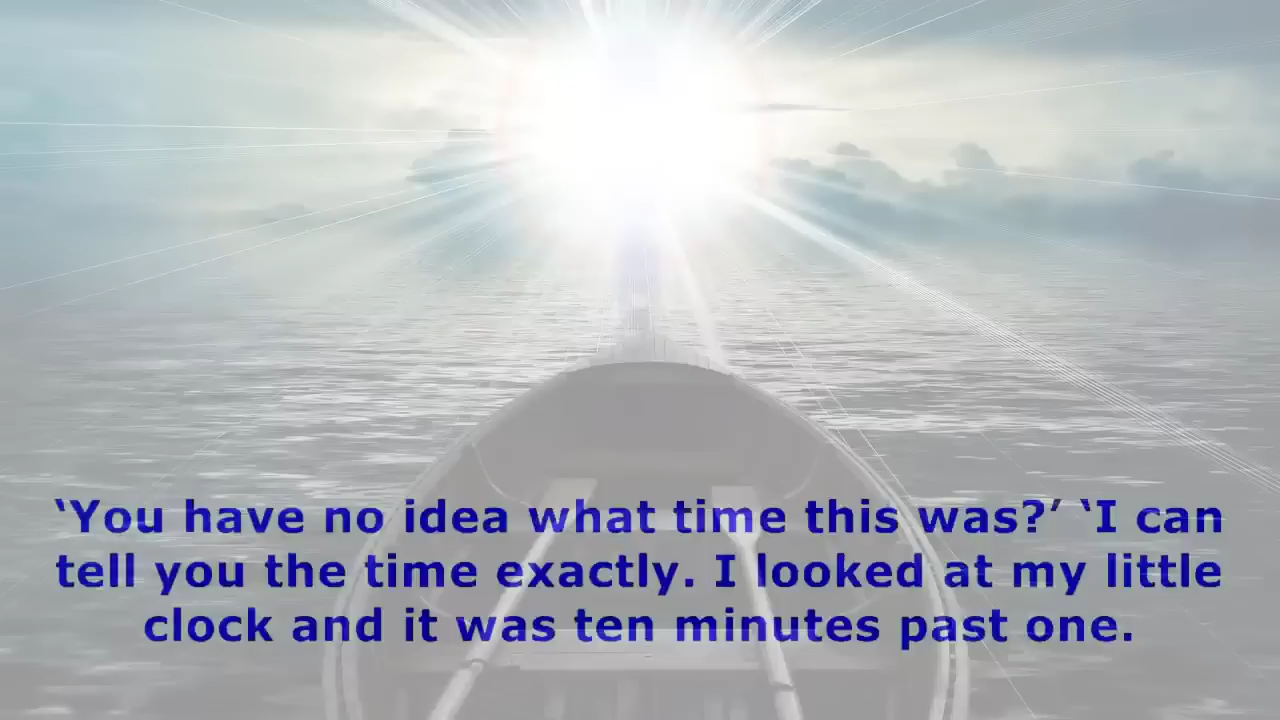 ‘You have no idea what time this was?’ ‘I can
tell you the time exactly. I looked at my little
clock and it was ten minutes past one.